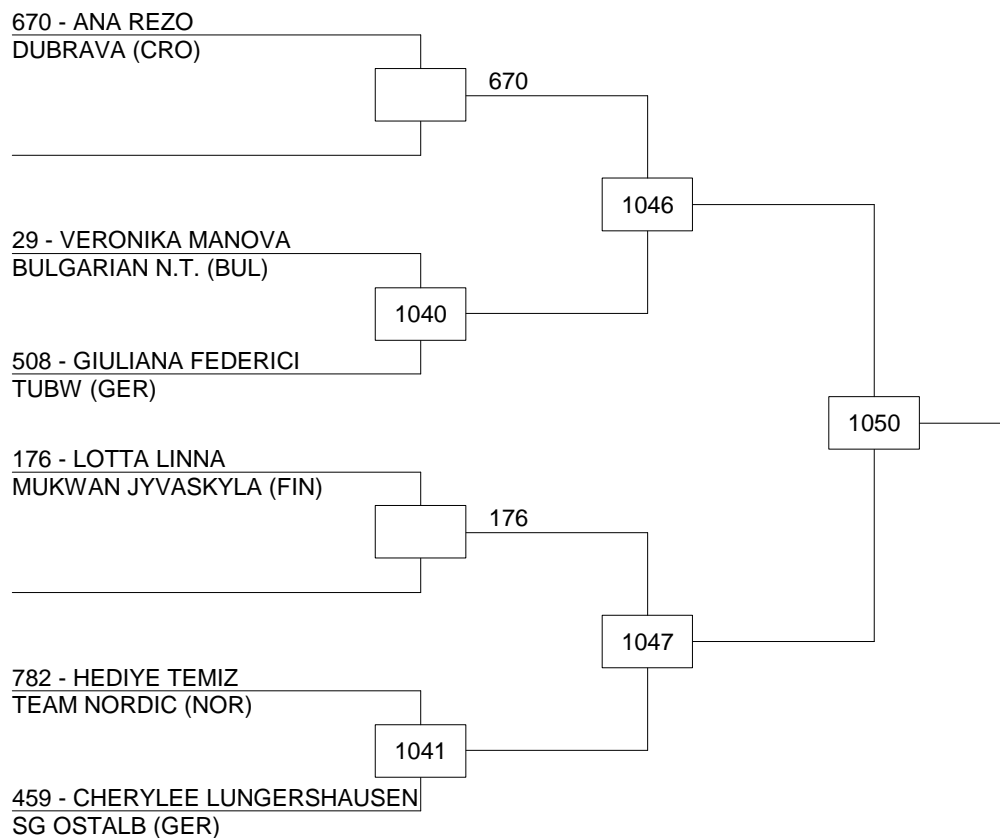 670 - ANA REZO
DUBRAVA (CRO)
670
1046
29 - VERONIKA MANOVA
BULGARIAN N.T. (BUL)
1040
508 - GIULIANA FEDERICI
TUBW (GER)
1050
176 - LOTTA LINNA
MUKWAN JYVASKYLA (FIN)
176
1047
782 - HEDIYE TEMIZ
TEAM NORDIC (NOR)
1041
459 - CHERYLEE LUNGERSHAUSEN
SG OSTALB (GER)